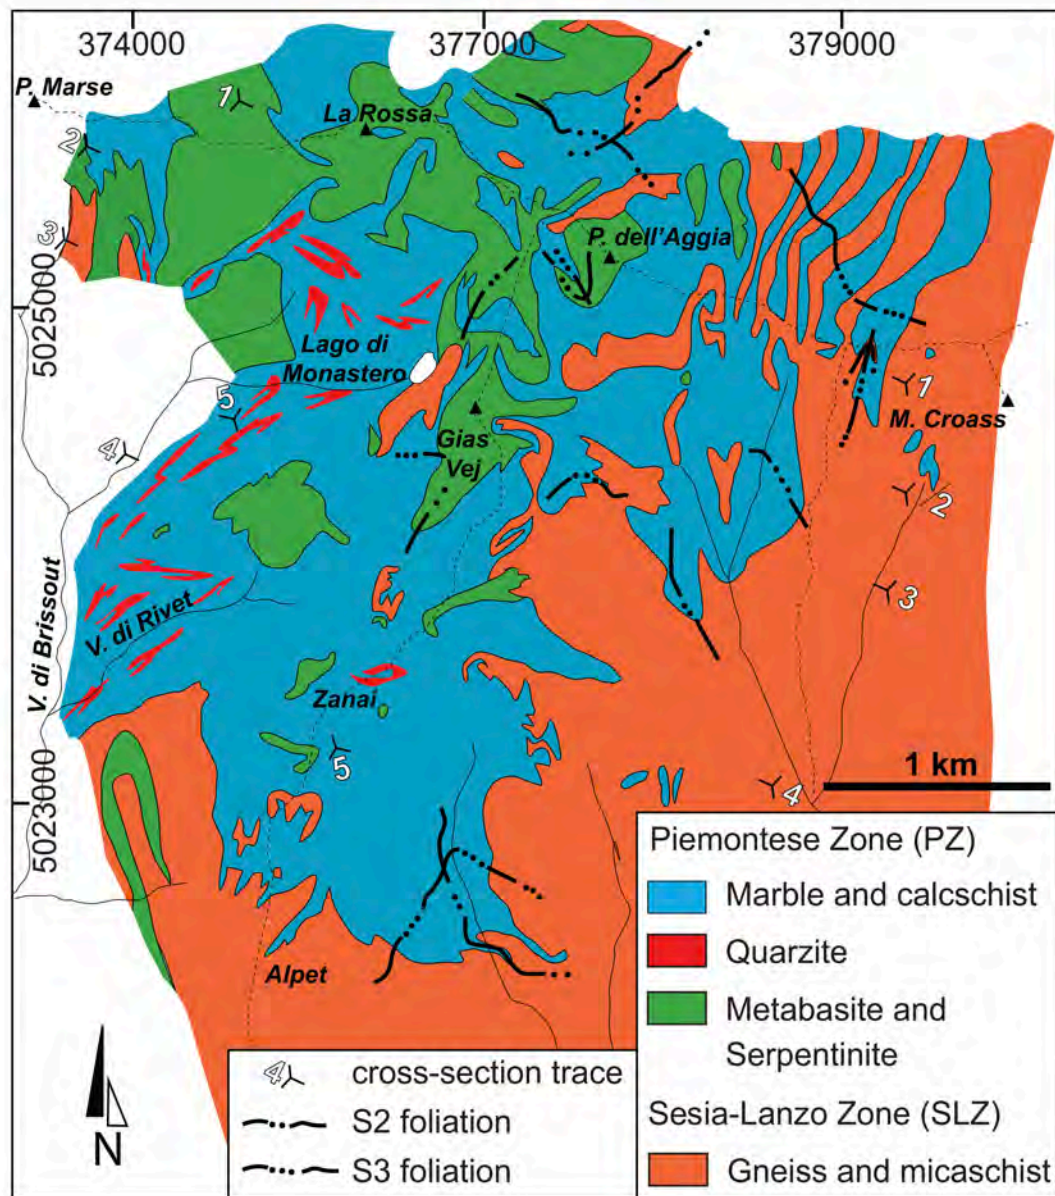 374000
377000
379000
P. Marse
1
La Rossa
2
3
P. dell'Aggia
5025000
Lago di
Monastero
5
1
4
M. Croass
Gias
Vej
2
V. di Brissout
V. di Rivet
3
Zanai
5
4
1 km
5023000
Alpet
N
4 cross-section trace
S2 foliation
S3 foliation
Piemontese Zone (PZ)
Marble and calcschist
Quarzite
Metabasite and
Serpentinite
Sesia-Lanzo Zone (SLZ)
Gneiss and micaschist